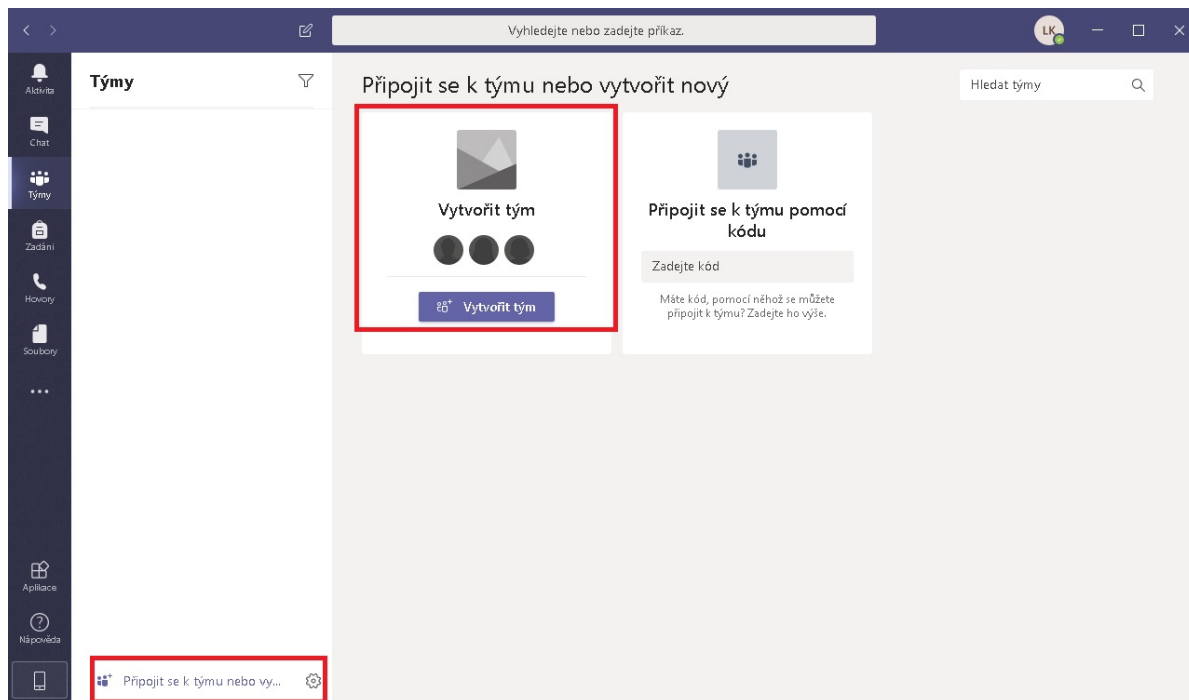 Vyhledejte nebo zadejte příkaz.
LK
Aktivita
Chat
Týmy
Zadání
Hovory
Soubory
Aplikace
Nápověda
Týmy
Připojit se k týmu nebo vy...
Připojit se k týmu nebo vytvořit nový
Hledat týmy
Vytvořit tým
Vytvořit tým
Připojit se k týmu pomocí
kódu
Zadejte kód
Máte kód, pomocí něhož se můžete
připojit k týmu? Zadejte ho výše.